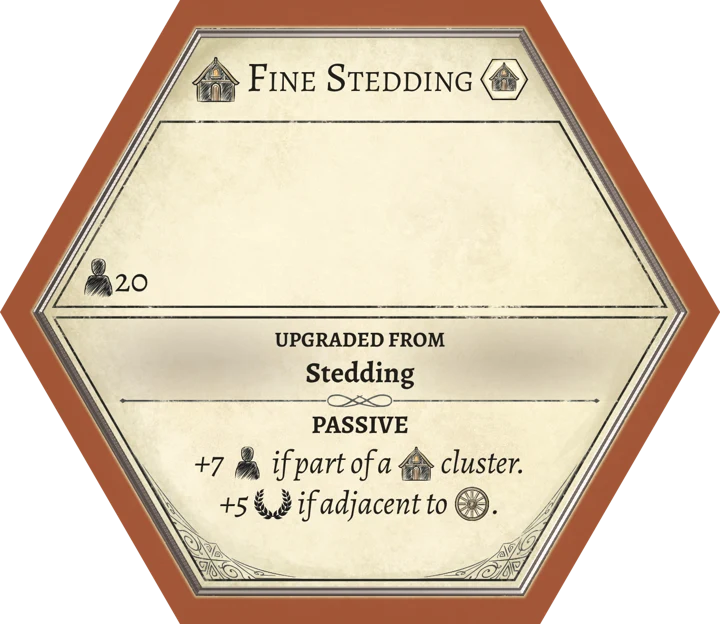 Fine Stedding
20
UPGRADED FROM
Stedding
PASSIVE
+7 if part of a cluster.
+5 if adjacent to .